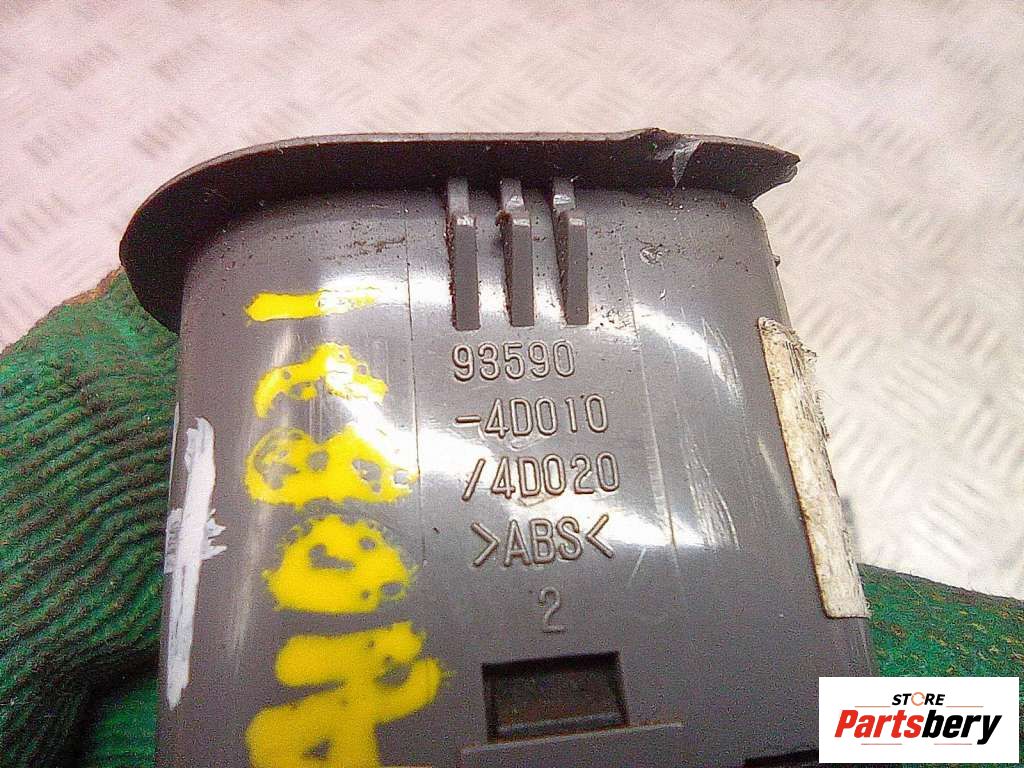 93590
-4D010
/4D020
>ABS<
2
STORE
Partsbery